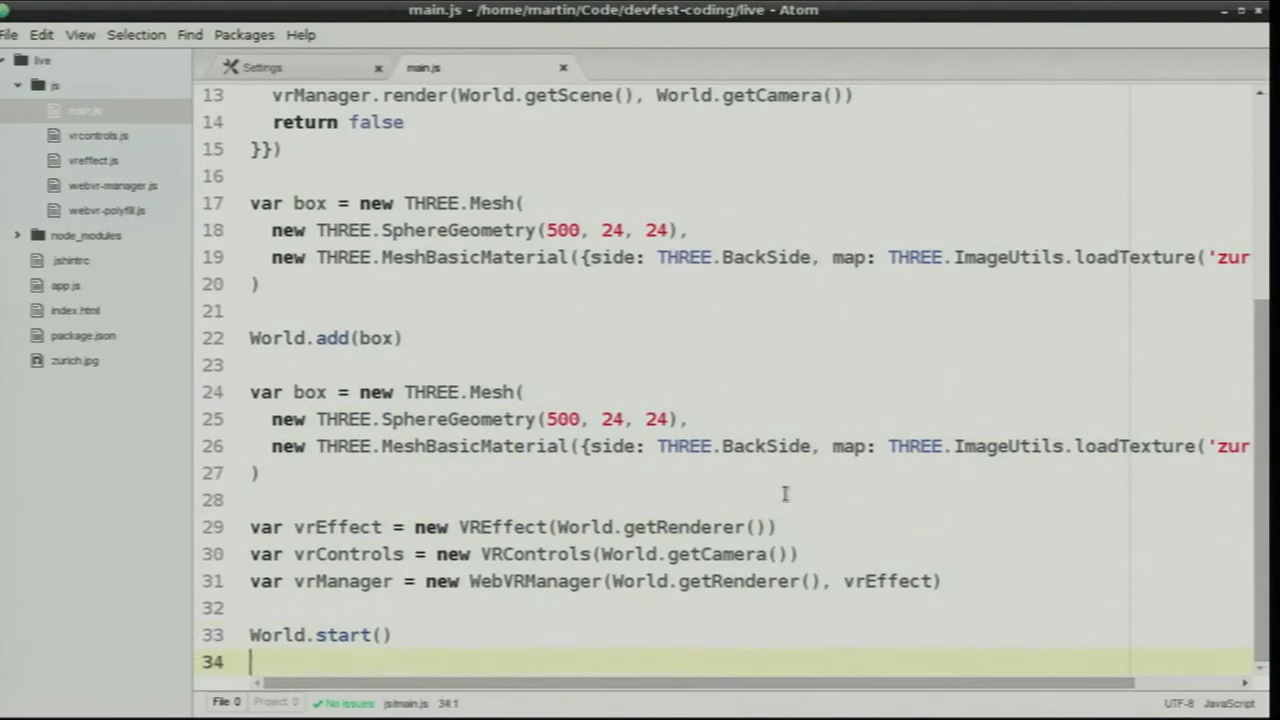 main.js - /home/martin/Code/devfest-coding/live - Atom
File Edit View Selection Find Packages Help
live
js
main.js
vrcontrols.js
vreffect.js
webvr-manager.js
webvr-polyfill.js
node_modules
.jshintrc
app.js
index.html
package.json
zurich.jpg
Settings
main.js
13 vrManager.render(World.getScene(), World.getCamera())
14 return false
15 }})
16
17 var box = new THREE.Mesh(
18 new THREE.SphereGeometry(500, 24, 24),
19 new THREE.MeshBasicMaterial({side: THREE.BackSide, map: THREE.ImageUtils.loadTexture('zur
20 )
21
22 World.add(box)
23
24 var box = new THREE.Mesh(
25 new THREE.SphereGeometry(500, 24, 24),
26 new THREE.MeshBasicMaterial({side: THREE.BackSide, map: THREE.ImageUtils.loadTexture('zur
27 )
28
29 var vrEffect = new VREffect(World.getRenderer())
30 var vrControls = new VRControls(World.getCamera())
31 var vrManager = new WebVRManager(World.getRenderer(), vrEffect)
32
33 World.start()
34
File 0 Project 0 No Issues js/main.js 34:1 UTF-8 JavaScript